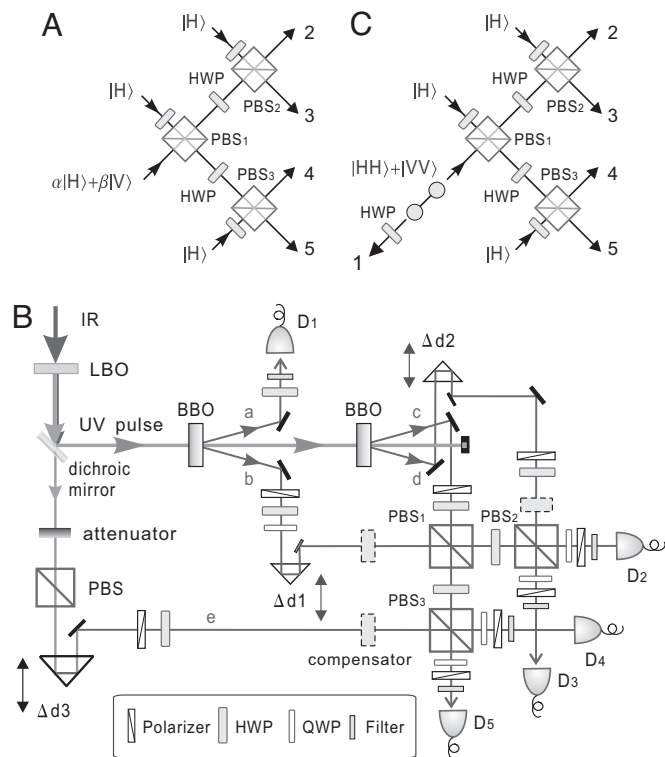 A
|H⟩
2
HWP
PBS₂
|H⟩
3
PBS₁
α|H⟩+β|V⟩
PBS₃
4
HWP
|H⟩
5
C
|H⟩
2
HWP
PBS₂
|H⟩
3
PBS₁
|HH⟩+|VV⟩
PBS₃
4
HWP
HWP
|H⟩
5
1
B
IR
LBO
UV pulse
dichroic
mirror
attenuator
PBS
Δd3
BBO
a
b
D₁
BBO
c
d
Δd2
PBS₁
PBS₂
D₂
Δd1
PBS₃
e
compensator
D₄
D₃
D₅
Polarizer
HWP
QWP
Filter